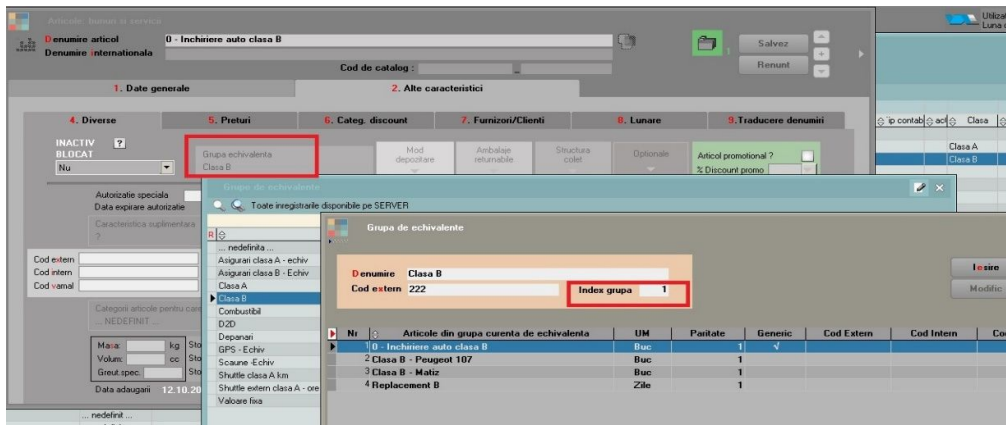 Articole: bunuri si servicii
Denumire articol 0 - Inchiriere auto clasa B
Denumire internationala
Cod de catalog :
Salvez
Renunt
1. Date generale 2. Alte caracteristici
4. Diverse 5. Preturi 6. Categ. discount 7. Furnizori/Clienti 8. Lunare 9. Traducere denumiri
INACTIV ?
BLOCAT
Nu
Grupa echivalenta
Clasa B
Mod depozitare
Ambalaje returnabile
Structura colet
Optionale
Articol promotional ?
% Discount promo
Autorizatie speciala
Data expirare autorizatie
Caracteristica suplimentara
?
Cod extern
Cod intern
Cod vamal
Categorii articole pentru care
... NEDEFINIT ...
Masa: kg Sto
Volum: cc Sto
Greut.spec. Sto
Data adaugarii 12.10.20
... nedefinit ...
Utiliza
Luna
ip contab Clasa
Clasa A
Clasa B
Grupe de echivalente
Toate inregistrarile disponibile pe SERVER
R
... nedefinita ...
Asigurari clasa A - echiv
Asigurari clasa B - Echiv
Clasa A
Clasa B
Combustibil
D2D
Depanari
GPS - Echiv
Scaune -Echiv
Shuttle clasa A km
Shuttle extern clasa A - ore
Valoare fixa
Grupa de echivalente
Denumire Clasa B
Cod extern 222 Index grupa 1
Iesire
Modific
Nr Articole din grupa curenta de echivalenta UM Paritate Generic Cod Extern Cod Intern Co
1 0 - Inchiriere auto clasa B Buc 1 √
2 Clasa B - Peugeot 107 Buc 1
3 Clasa B - Matiz Buc 1
4 Replacement B Zile 1